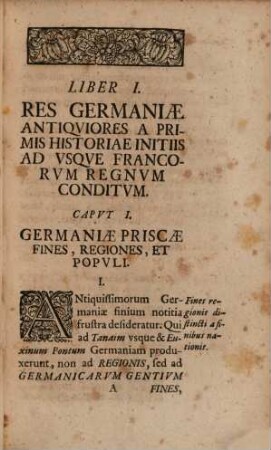 LIBER I.
RES GERMANIÆ
ANTIQVIORES A PRI-
MIS HISTORIAE INITIIS
AD VSQVE FRANCO-
RVM REGNVM
CONDITVM.
CAPVT I.
GERMANIÆ PRISCÆ
FINES, REGIONES, ET
POPVLI.
I.
ANtiquissimorum Ger-
maniæ finium notitia
frustra desideratur. Qui
ad Tanaim vsque & Eu-
xinum Pontum Germaniam produ-
xerunt, non ad REGIONIS, sed ad
GERMANICARVM GENTIVM
A FINES,
Fines re-
gionis di-
stincti a fi-
nibus na-
tionis.